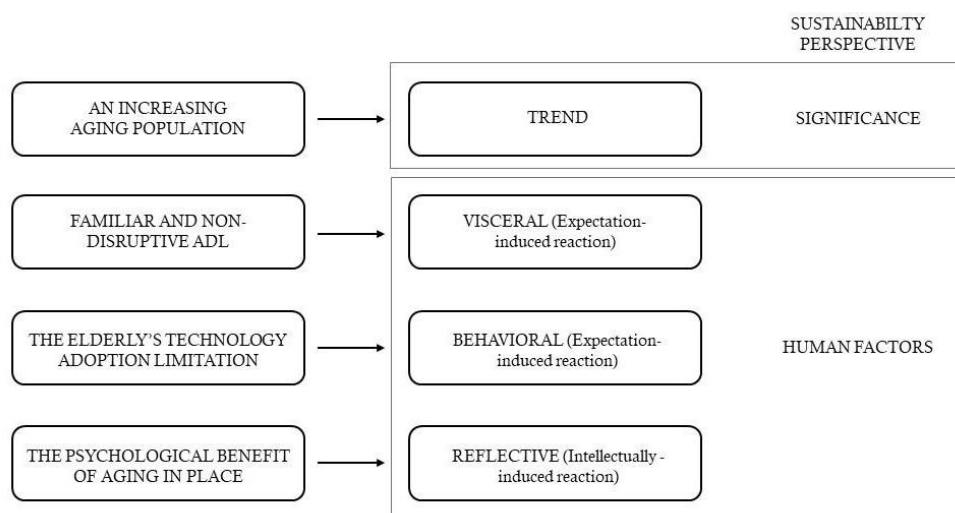 SUSTAINABILTY
PERSPECTIVE
AN INCREASING
AGING POPULATION
TREND
SIGNIFICANCE
FAMILIAR AND NON-
DISRUPTIVE ADL
VISCERAL (Expectation-
induced reaction)
THE ELDERLY'S TECHNOLOGY
ADOPTION LIMITATION
BEHAVIORAL (Expectation-
induced reaction)
HUMAN FACTORS
THE PSYCHOLOGICAL BENEFIT
OF AGING IN PLACE
REFLECTIVE (Intellectually -
induced reaction)